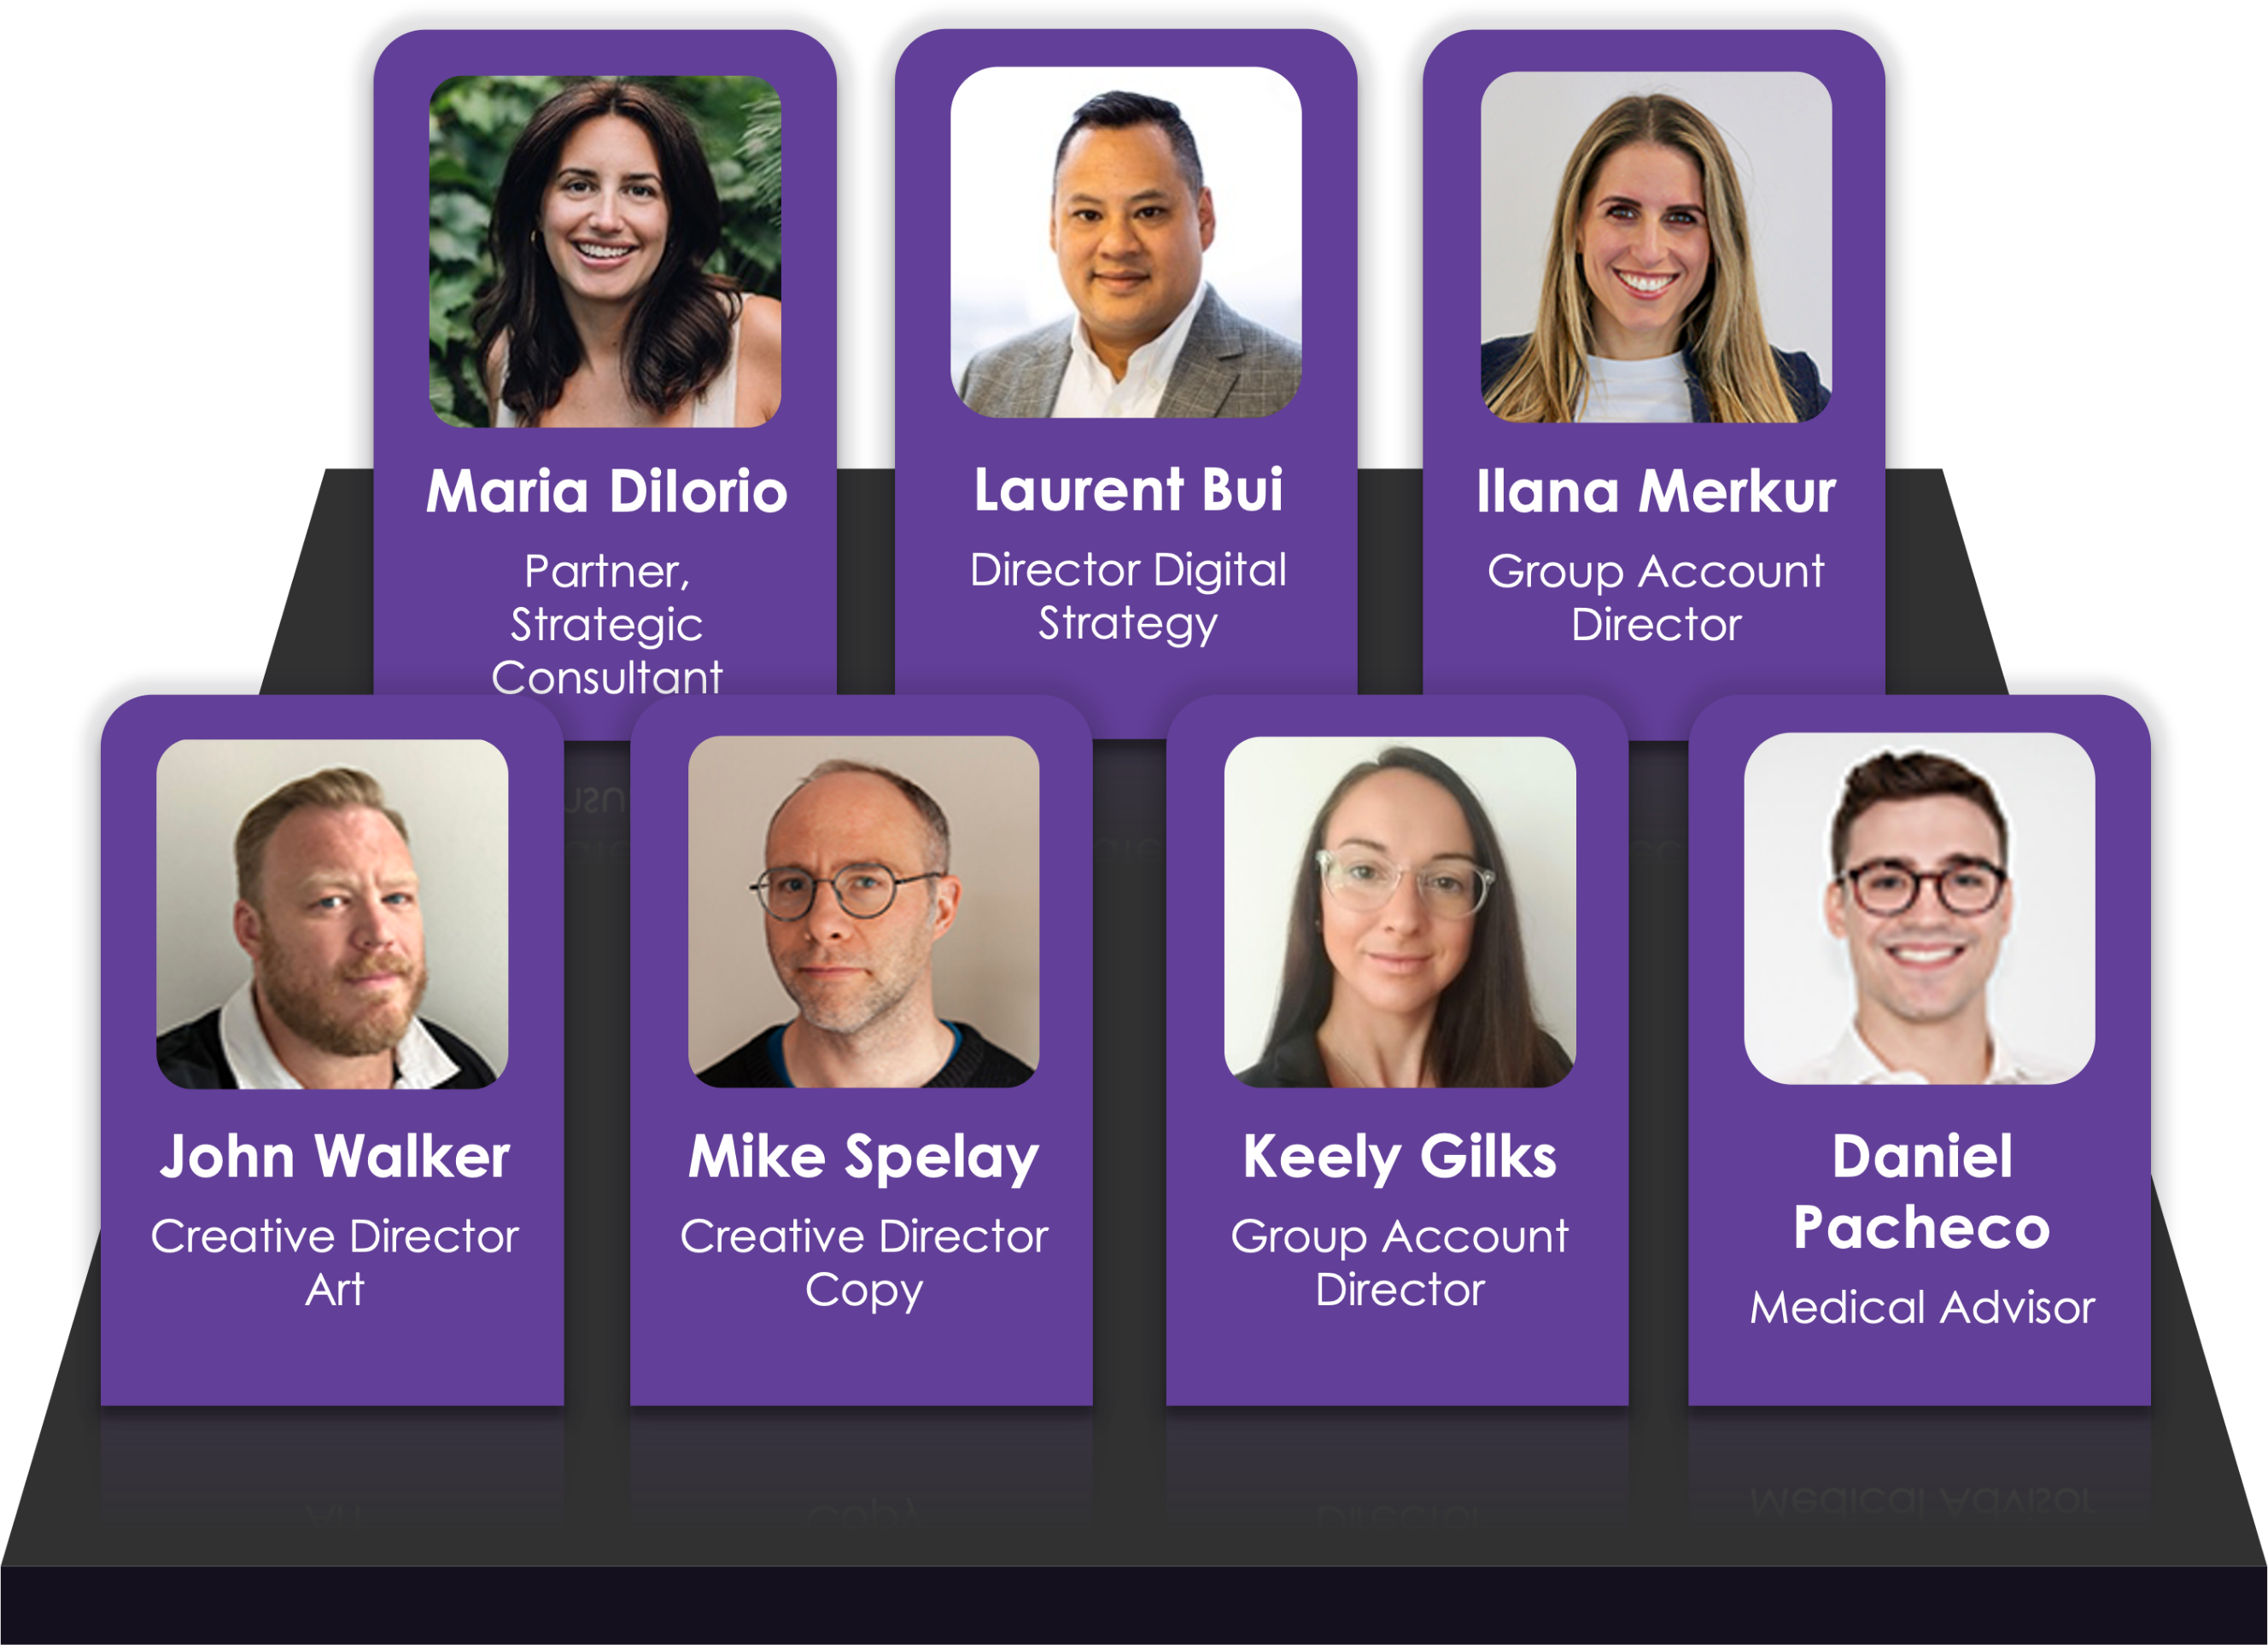 Maria DiIorio
Partner,
Strategic
Consultant
Laurent Bui
Director Digital
Strategy
Ilana Merkur
Group Account
Director
John Walker
Creative Director
Art
Mike Spelay
Creative Director
Copy
Keely Gilks
Group Account
Director
Daniel
Pacheco
Medical Advisor